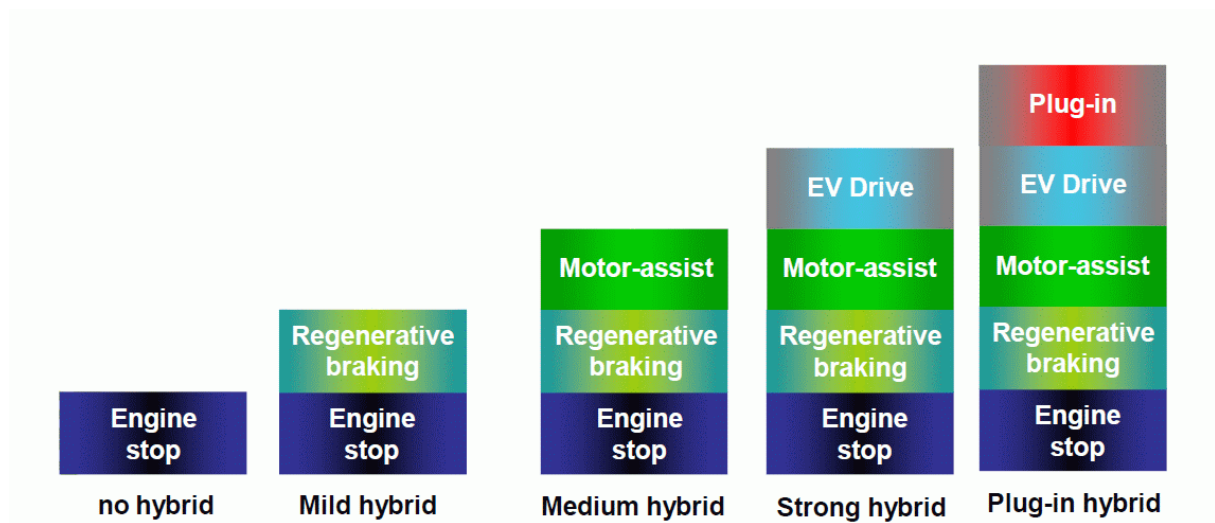 Plug-in
EV Drive
EV Drive
Motor-assist
Motor-assist
Motor-assist
Regenerative
braking
Regenerative
braking
Regenerative
braking
Regenerative
braking
Engine
stop
Engine
stop
Engine
stop
Engine
stop
Engine
stop
no hybrid
Mild hybrid
Medium hybrid
Strong hybrid
Plug-in hybrid